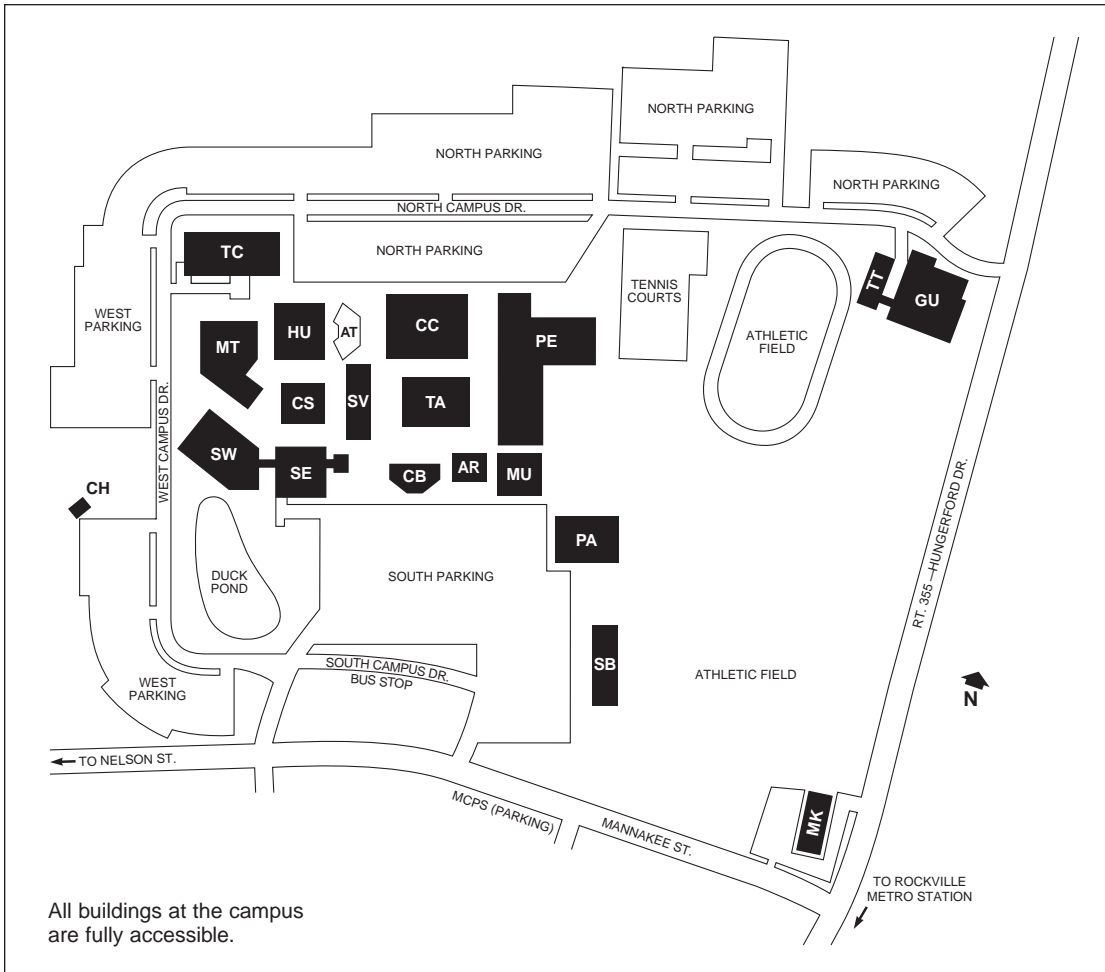 NORTH PARKING
NORTH PARKING
NORTH PARKING
NORTH CAMPUS DR.
NORTH PARKING
TC
TENNIS
COURTS
TT
GU
WEST
PARKING
HU
AT
CC
PE
MT
ATHLETIC
FIELD
CS
SV
TA
WEST CAMPUS DR.
SW
SE
CB
AR
MU
CH
PA
RT. 355 – HUNGERFORD DR.
DUCK
POND
SOUTH PARKING
SB
SOUTH CAMPUS DR.
BUS STOP
WEST
PARKING
ATHLETIC FIELD
N
TO NELSON ST.
MCPS (PARKING)
MANNAKEE ST.
MK
TO ROCKVILLE
METRO STATION
All buildings at the campus
are fully accessible.